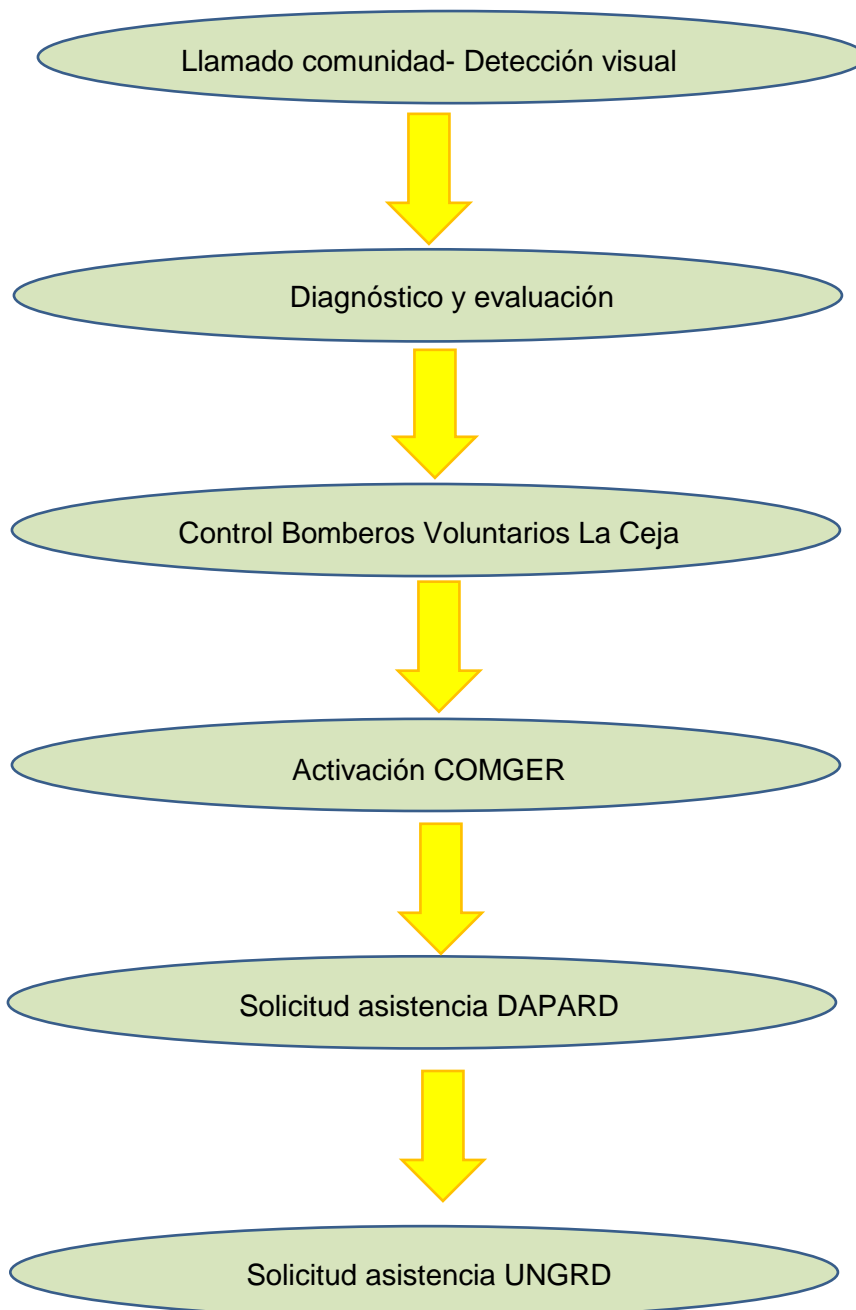 Llamado comunidad- Detección visual
Diagnóstico y evaluación
Control Bomberos Voluntarios La Ceja
Activación COMGER
Solicitud asistencia DAPARD
Solicitud asistencia UNGRD